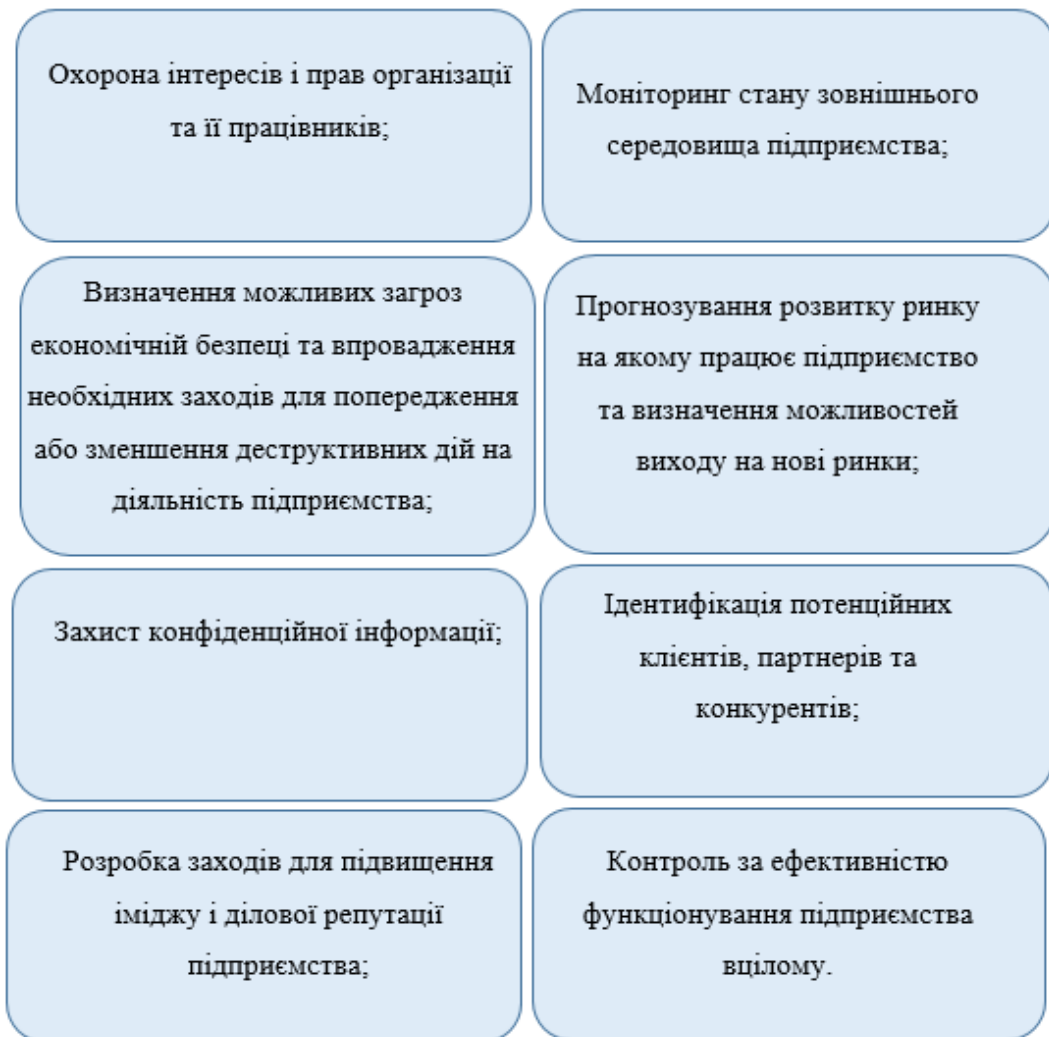 Охорона інтересів і прав організації
та її працівників;
Моніторинг стану зовнішнього
середовища підприємства;
Визначення можливих загроз
економічній безпеці та впровадження
необхідних заходів для попередження
або зменшення деструктивних дій на
діяльність підприємства;
Прогнозування розвитку ринку
на якому працює підприємство
та визначення можливостей
виходу на нові ринки;
Захист конфіденційної інформації;
Ідентифікація потенційних
клієнтів, партнерів та
конкурентів;
Розробка заходів для підвищення
іміджу і ділової репутації
підприємства;
Контроль за ефективністю
функціонування підприємства
вцілому.